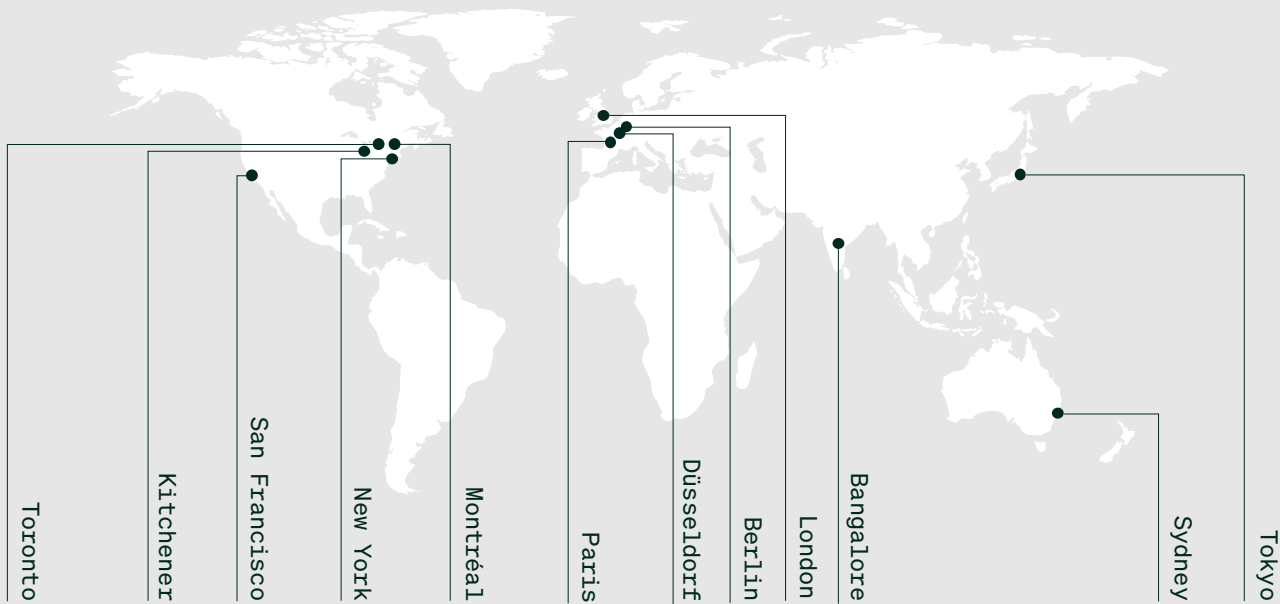 Toronto
Kitchener
San Francisco
New York
Montréal
Paris
Düsseldorf
Berlin
London
Bangalore
Sydney
Tokyo